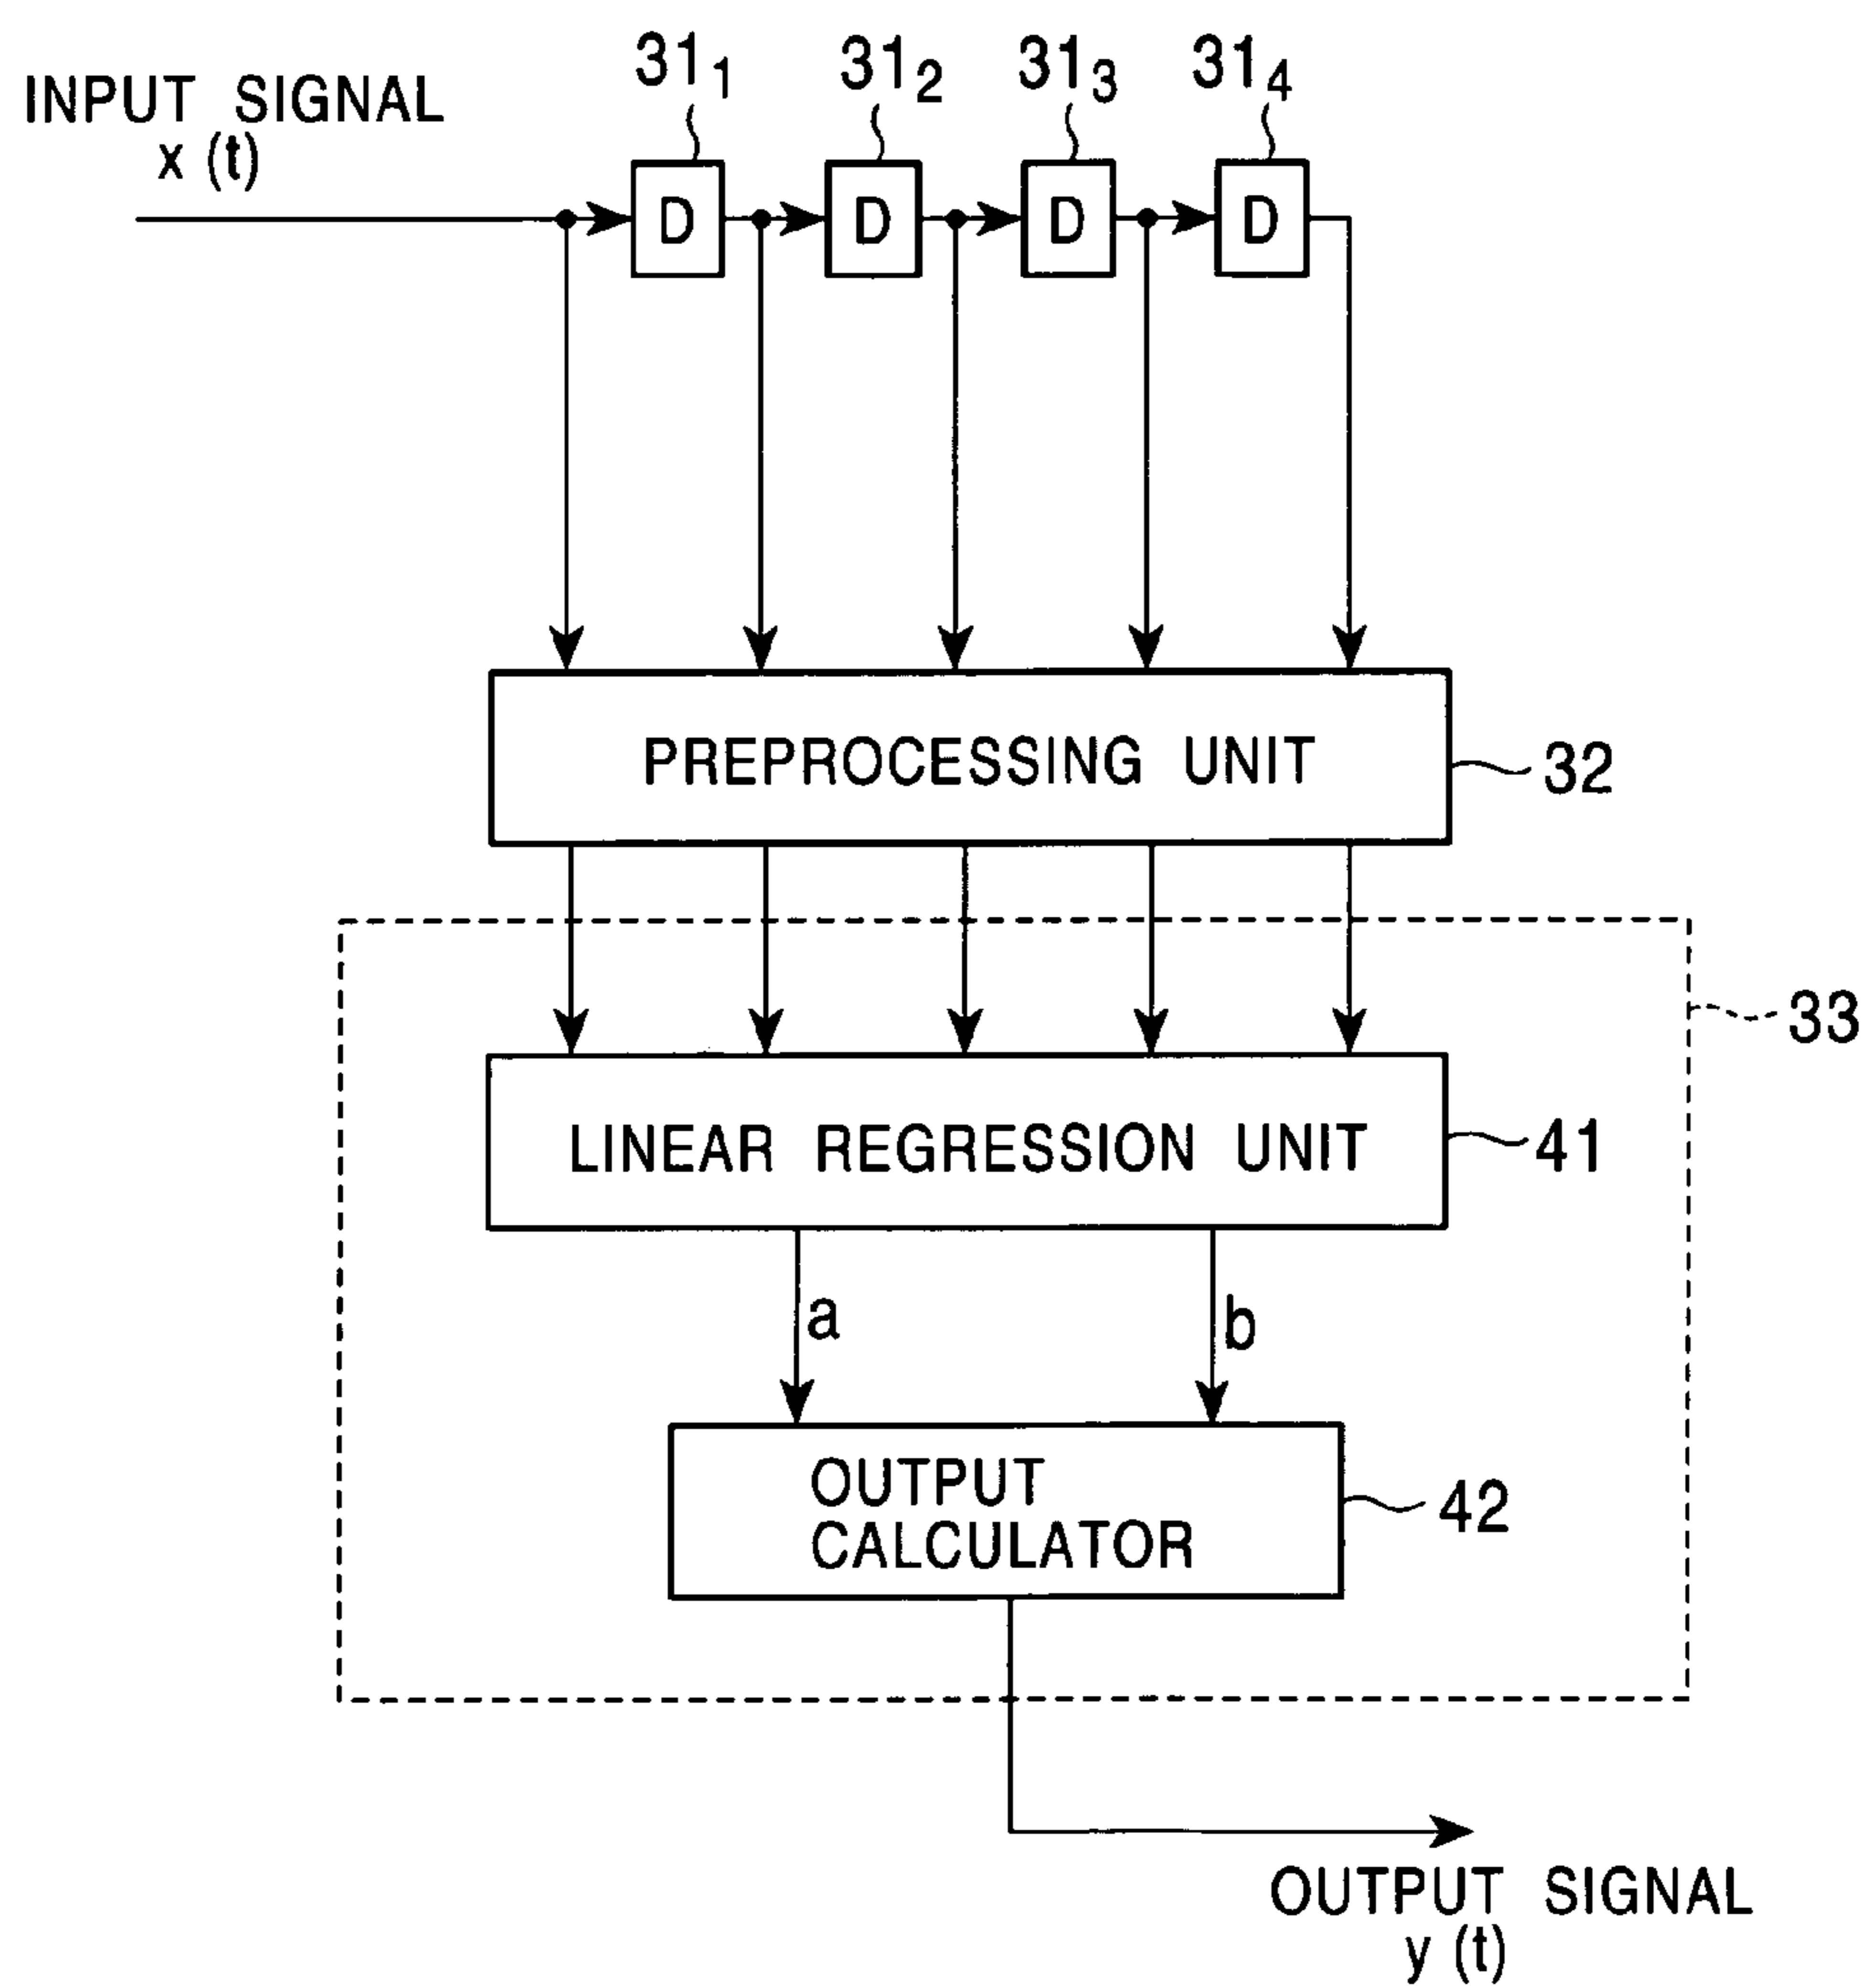 31₁ 31₂ 31₃ 31₄
INPUT SIGNAL
x (t)
D D D D
PREPROCESSING UNIT
32
33
LINEAR REGRESSION UNIT
41
a b
OUTPUT
CALCULATOR
42
OUTPUT SIGNAL
y (t)